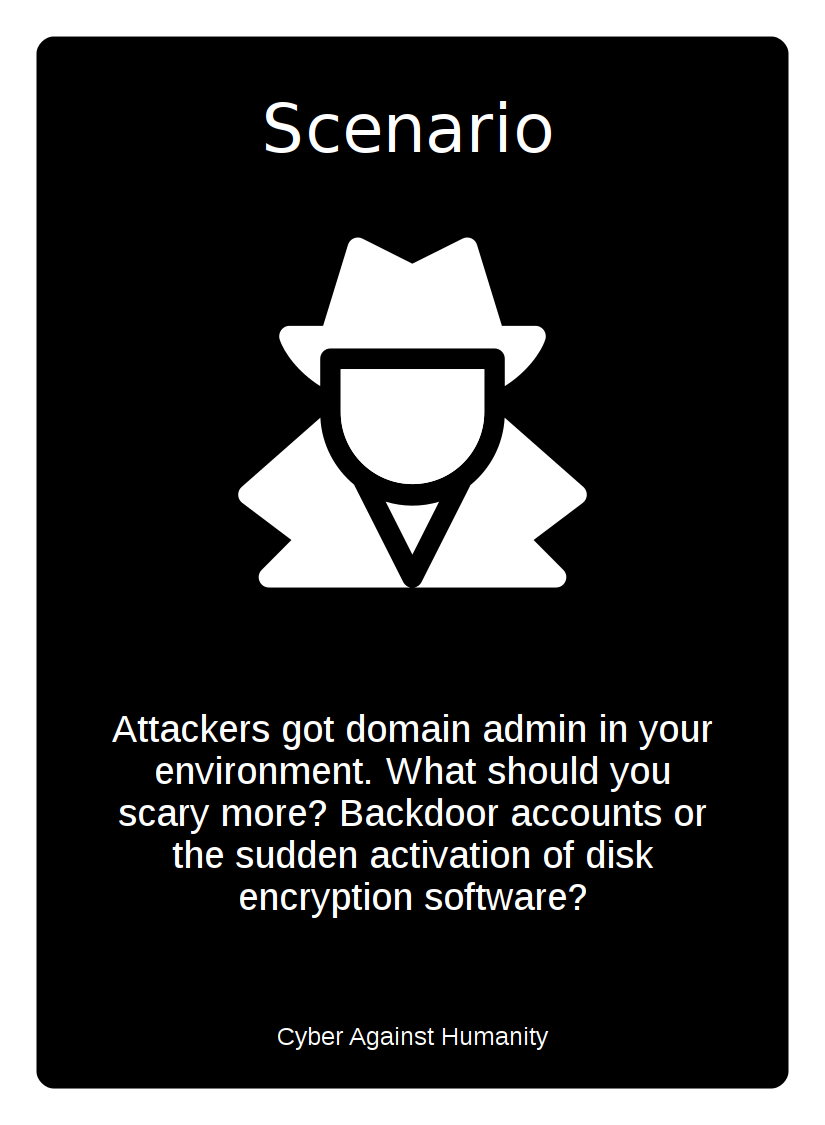 Scenario
Attackers got domain admin in your
environment. What should you
scary more? Backdoor accounts or
the sudden activation of disk
encryption software?
Cyber Against Humanity